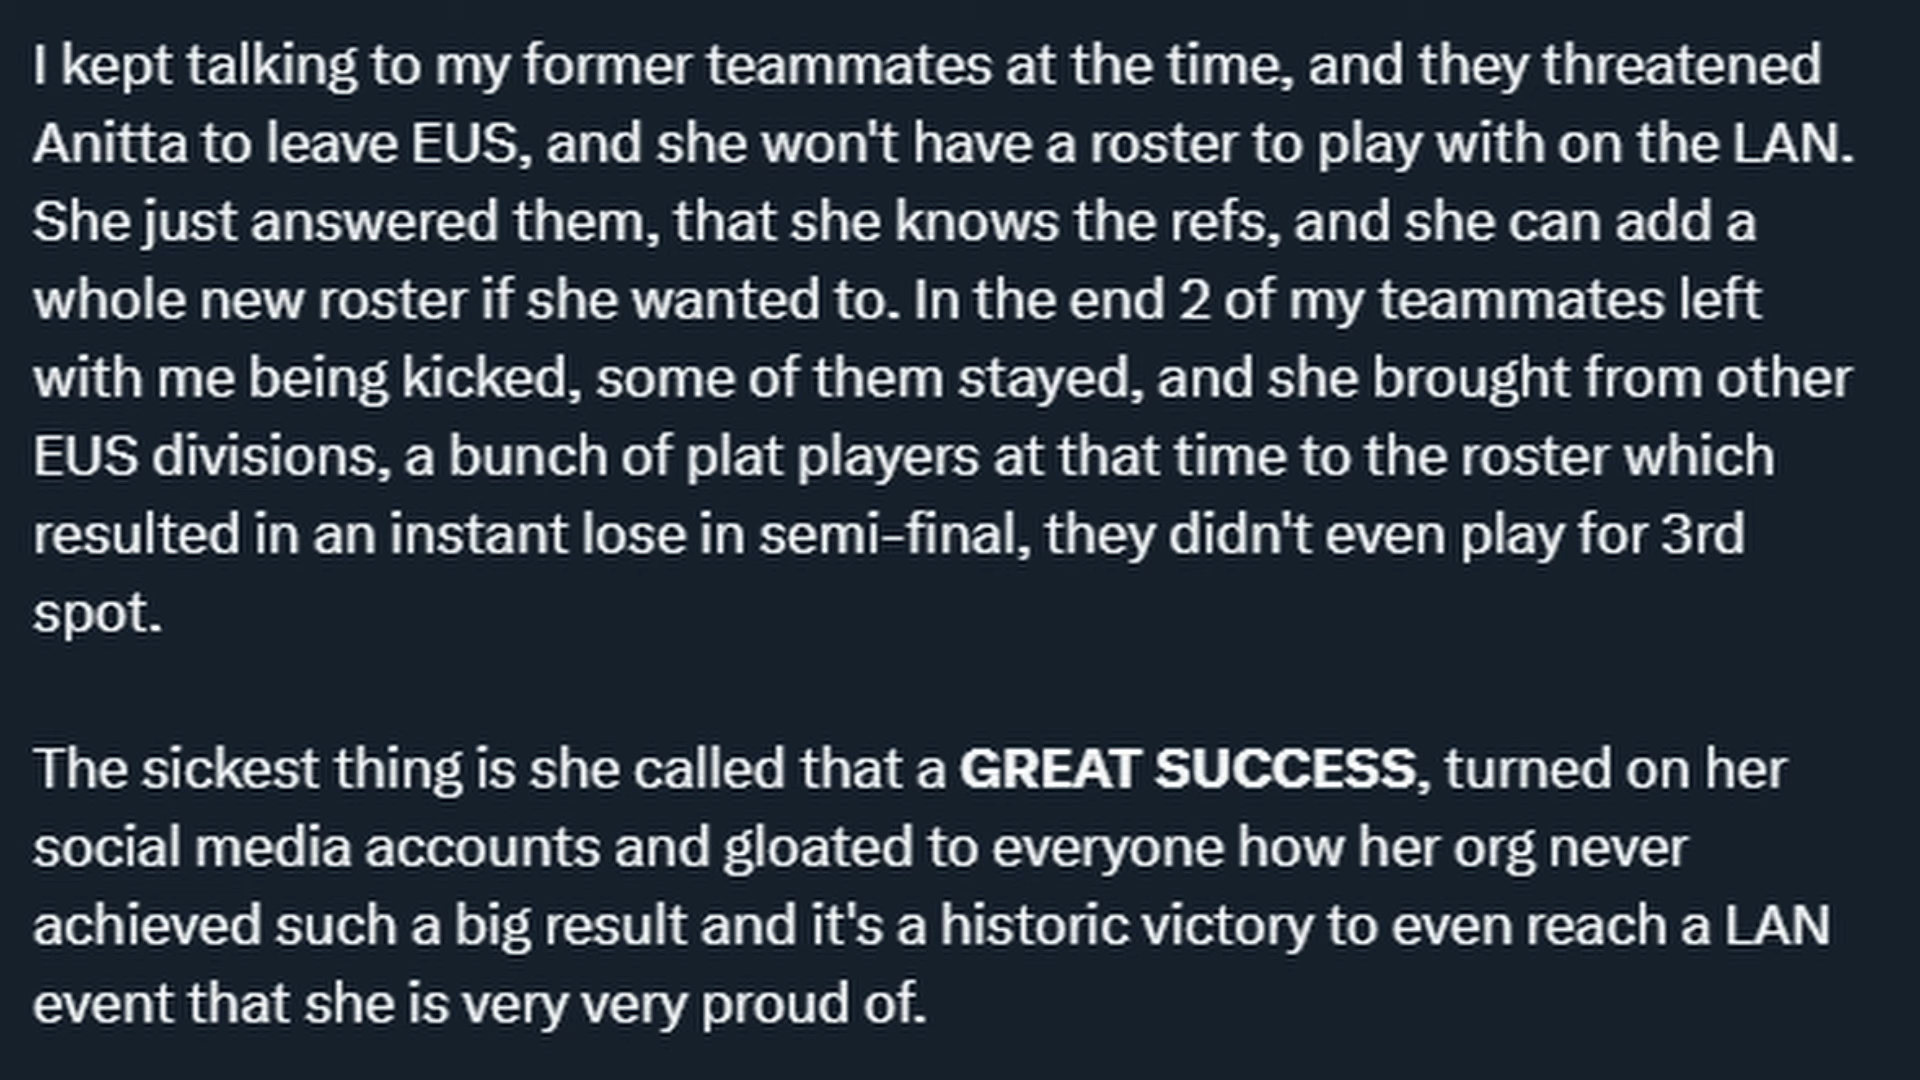 I kept talking to my former teammates at the time, and they threatened
Anitta to leave EUS, and she won't have a roster to play with on the LAN.
She just answered them, that she knows the refs, and she can add a
whole new roster if she wanted to. In the end 2 of my teammates left
with me being kicked, some of them stayed, and she brought from other
EUS divisions, a bunch of plat players at that time to the roster which
resulted in an instant lose in semi-final, they didn't even play for 3rd
spot.
The sickest thing is she called that a GREAT SUCCESS, turned on her
social media accounts and gloated to everyone how her org never
achieved such a big result and it's a historic victory to even reach a LAN
event that she is very very proud of.